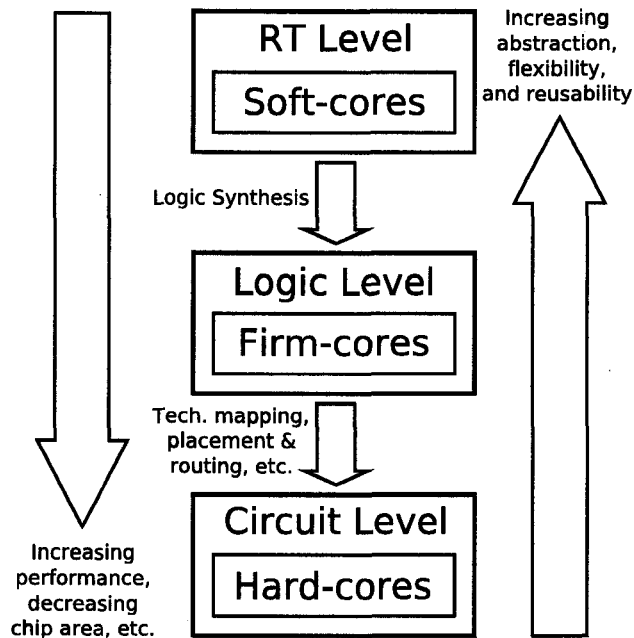 RT Level
Soft-cores
Increasing
abstraction,
flexibility,
and reusability
Logic Synthesis
Logic Level
Firm-cores
Tech. mapping,
placement &
routing, etc.
Circuit Level
Hard-cores
Increasing
performance,
decreasing
chip area, etc.